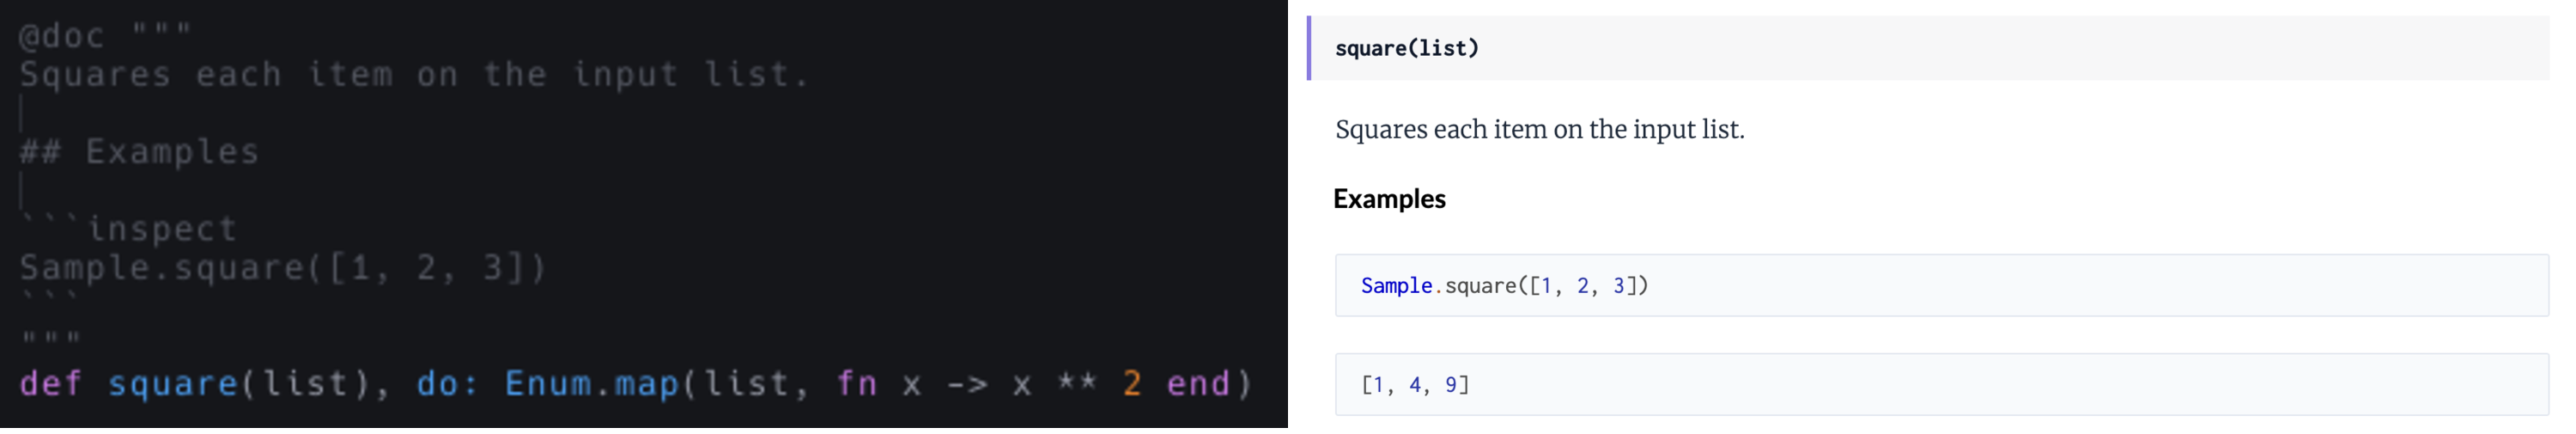 @doc """
Squares each item on the input list.
## Examples
```inspect
Sample.square([1, 2, 3])
```
"""
def square(list), do: Enum.map(list, fn x -> x ** 2 end)
square(list)
Squares each item on the input list.
Examples
Sample.square([1, 2, 3])
[1, 4, 9]